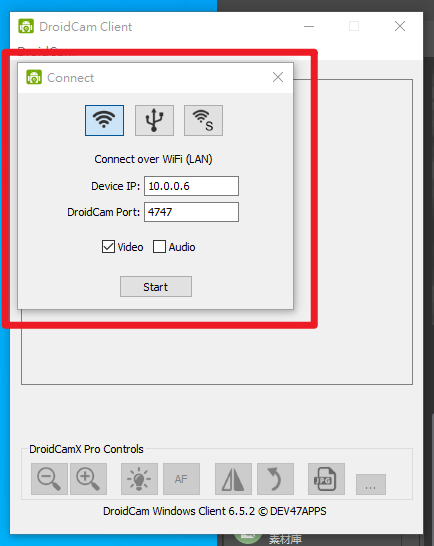 DroidCam Client
Connect
Connect over WiFi (LAN)
Device IP: 10.0.0.6
DroidCam Port: 4747
Video Audio
Start
DroidCamX Pro Controls
AF
JPG
...
DroidCam Windows Client 6.5.2 © DEV47APPS
素材庫